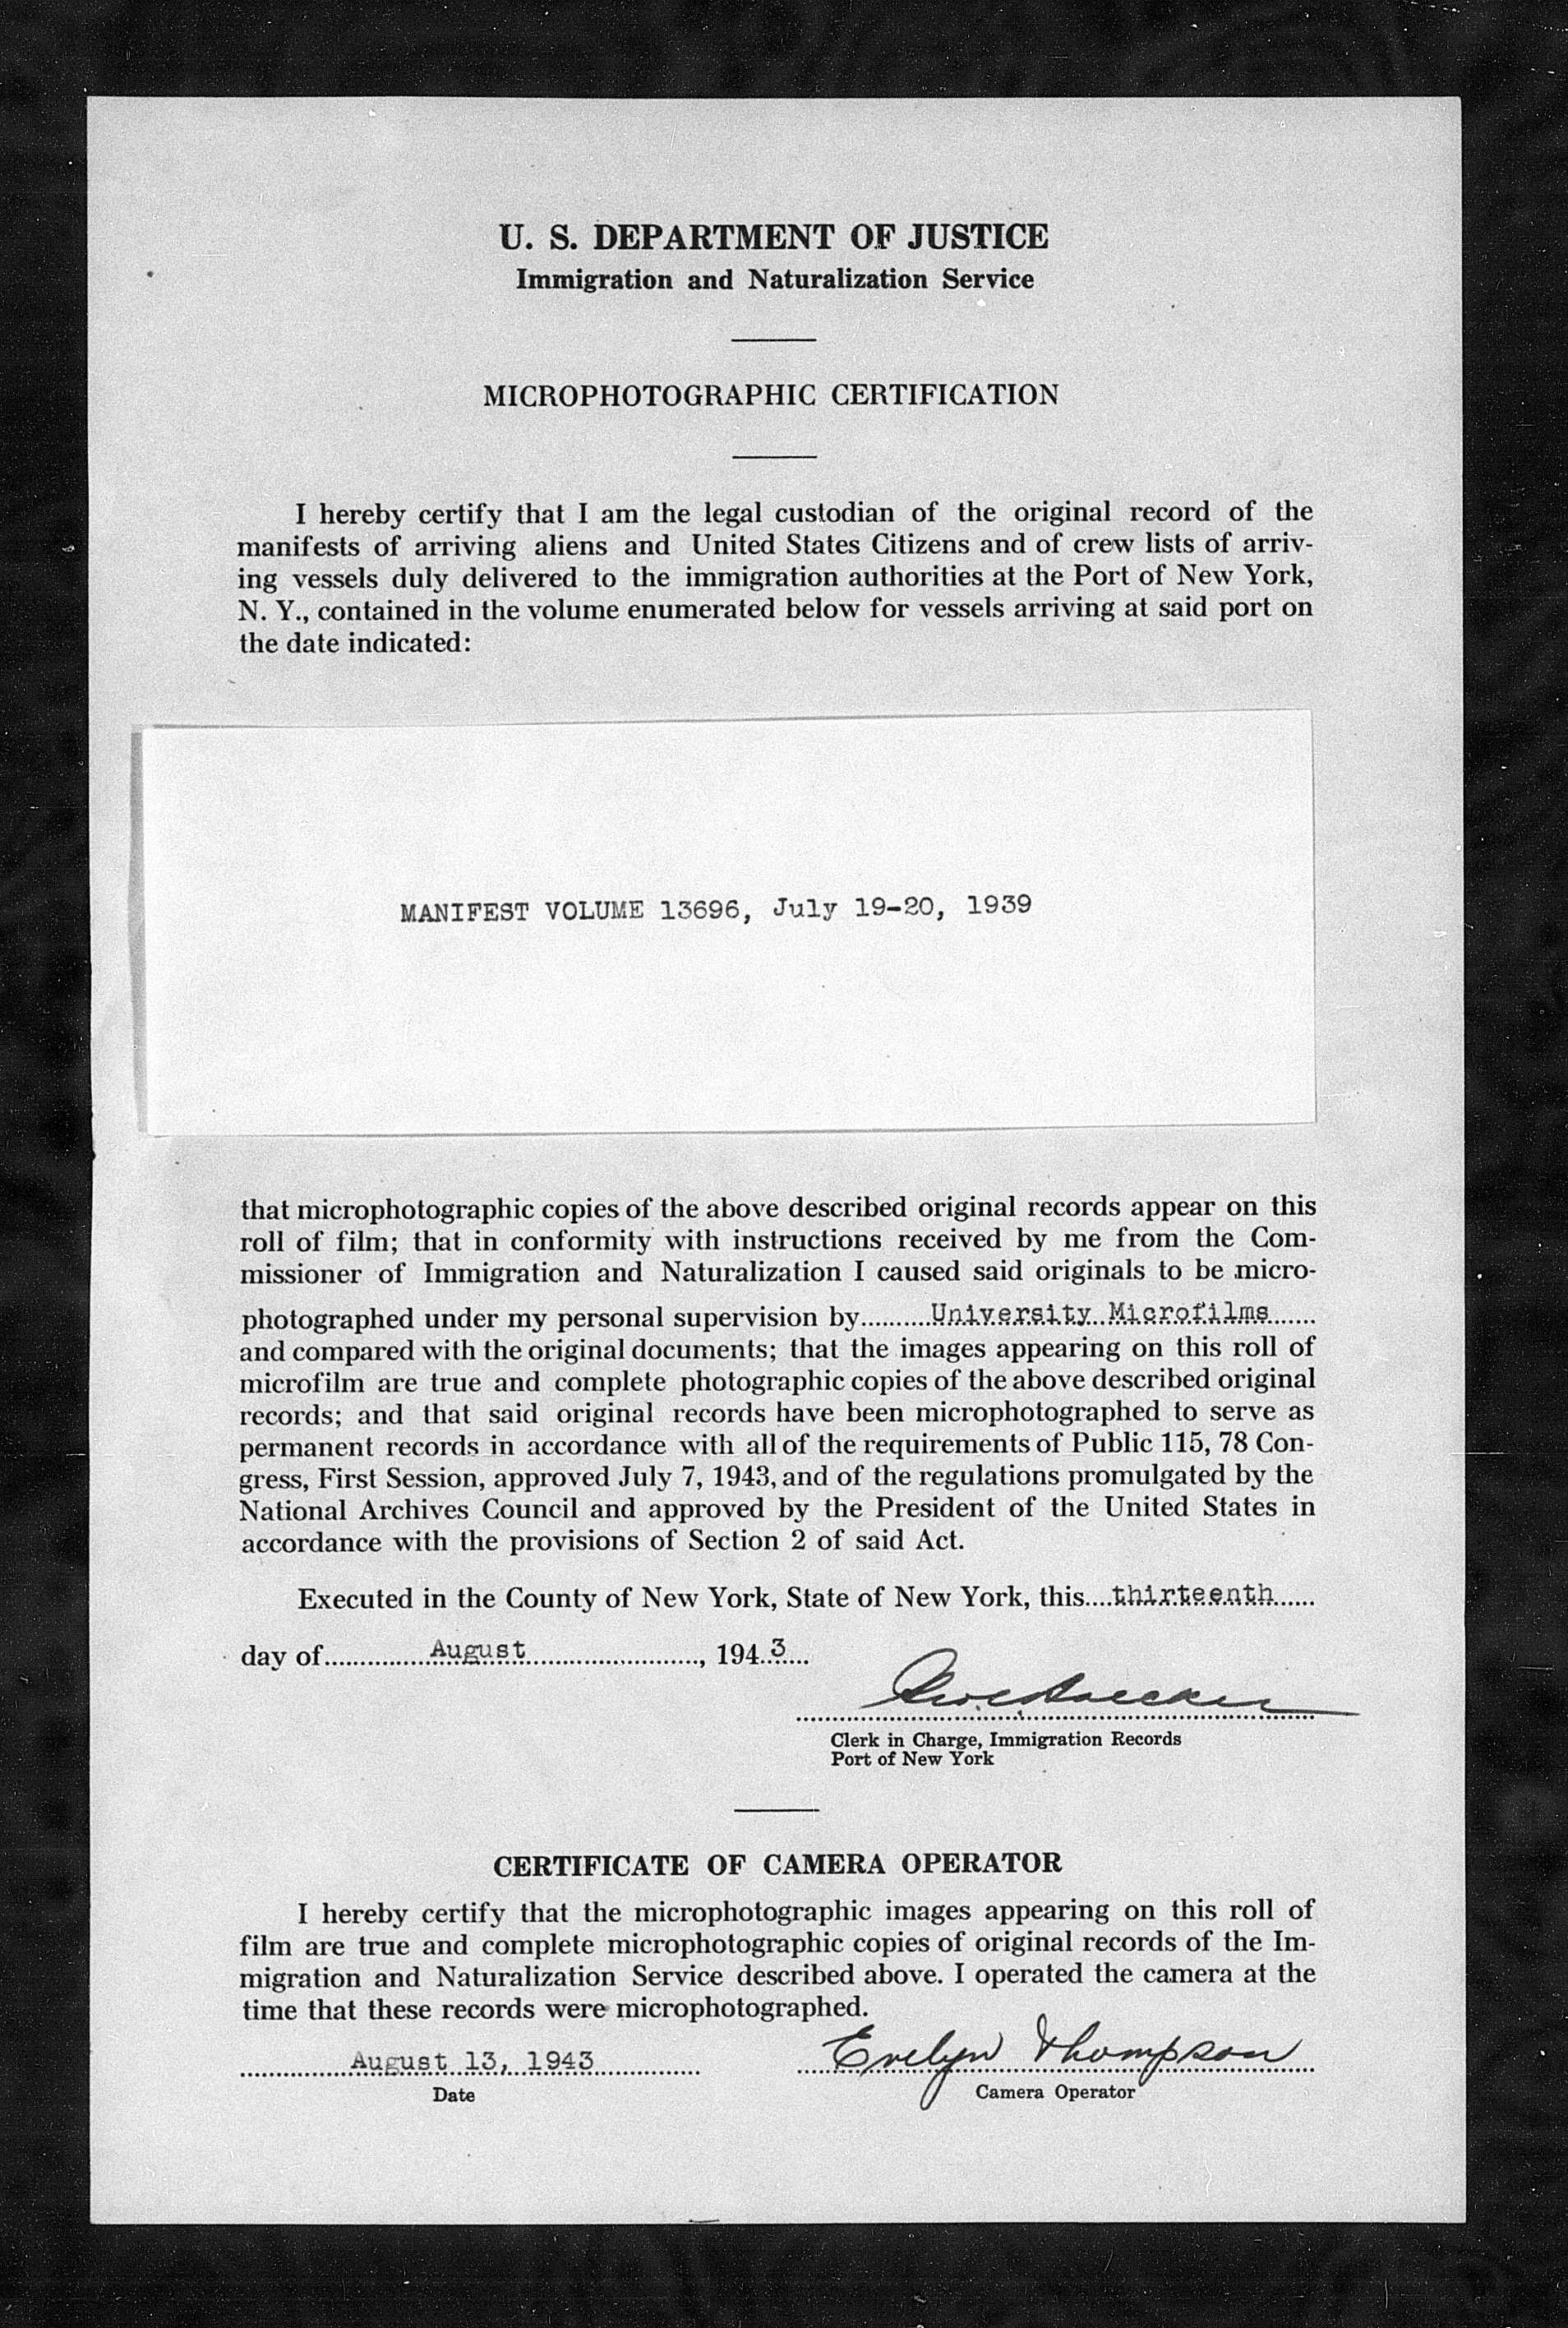 U. S. DEPARTMENT OF JUSTICE
Immigration and Naturalization Service
MICROPHOTOGRAPHIC CERTIFICATION
I hereby certify that I am the legal custodian of the original record of the
manifests of arriving aliens and United States Citizens and of crew lists of arriv-
ing vessels duly delivered to the immigration authorities at the Port of New York,
N. Y., contained in the volume enumerated below for vessels arriving at said port on
the date indicated:
MANIFEST VOLUME 13696, July 19-20, 1939
that microphotographic copies of the above described original records appear on this
roll of film; that in conformity with instructions received by me from the Com-
missioner of Immigration and Naturalization I caused said originals to be micro-
photographed under my personal supervision by..........University Microfilms......
and compared with the original documents; that the images appearing on this roll of
microfilm are true and complete photographic copies of the above described original
records; and that said original records have been microphotographed to serve as
permanent records in accordance with all of the requirements of Public 115, 78 Con-
gress, First Session, approved July 7, 1943, and of the regulations promulgated by the
National Archives Council and approved by the President of the United States in
accordance with the provisions of Section 2 of said Act.
Executed in the County of New York, State of New York, this....thirteenth......
day of...............August........................., 194..3....
Clerk in Charge, Immigration Records
Port of New York
CERTIFICATE OF CAMERA OPERATOR
I hereby certify that the microphotographic images appearing on this roll of
film are true and complete microphotographic copies of original records of the Im-
migration and Naturalization Service described above. I operated the camera at the
time that these records were microphotographed.
August 13, 1943 Evelyn Thompson
Date Camera Operator